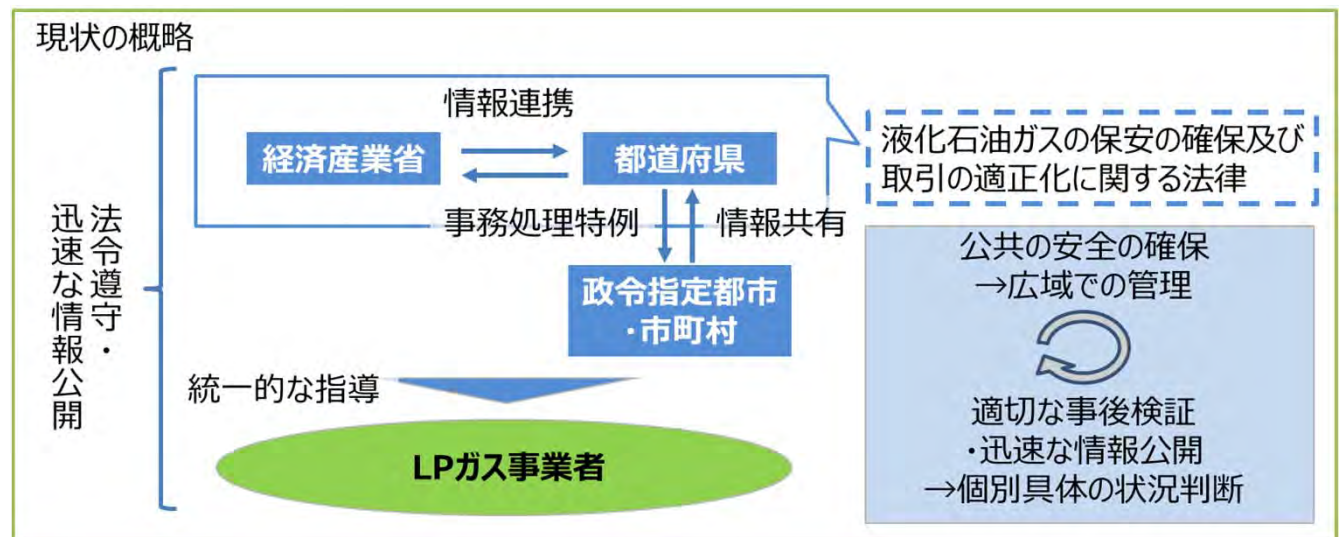 現状の概略
法令遵守・
迅速な情報公開
情報連携
経済産業省
都道府県
事務処理特例
情報共有
政令指定都市
・市町村
統一的な指導
LPガス事業者
液化石油ガスの保安の確保及び
取引の適正化に関する法律
公共の安全の確保
→広域での管理
適切な事後検証
・迅速な情報公開
→個別具体の状況判断